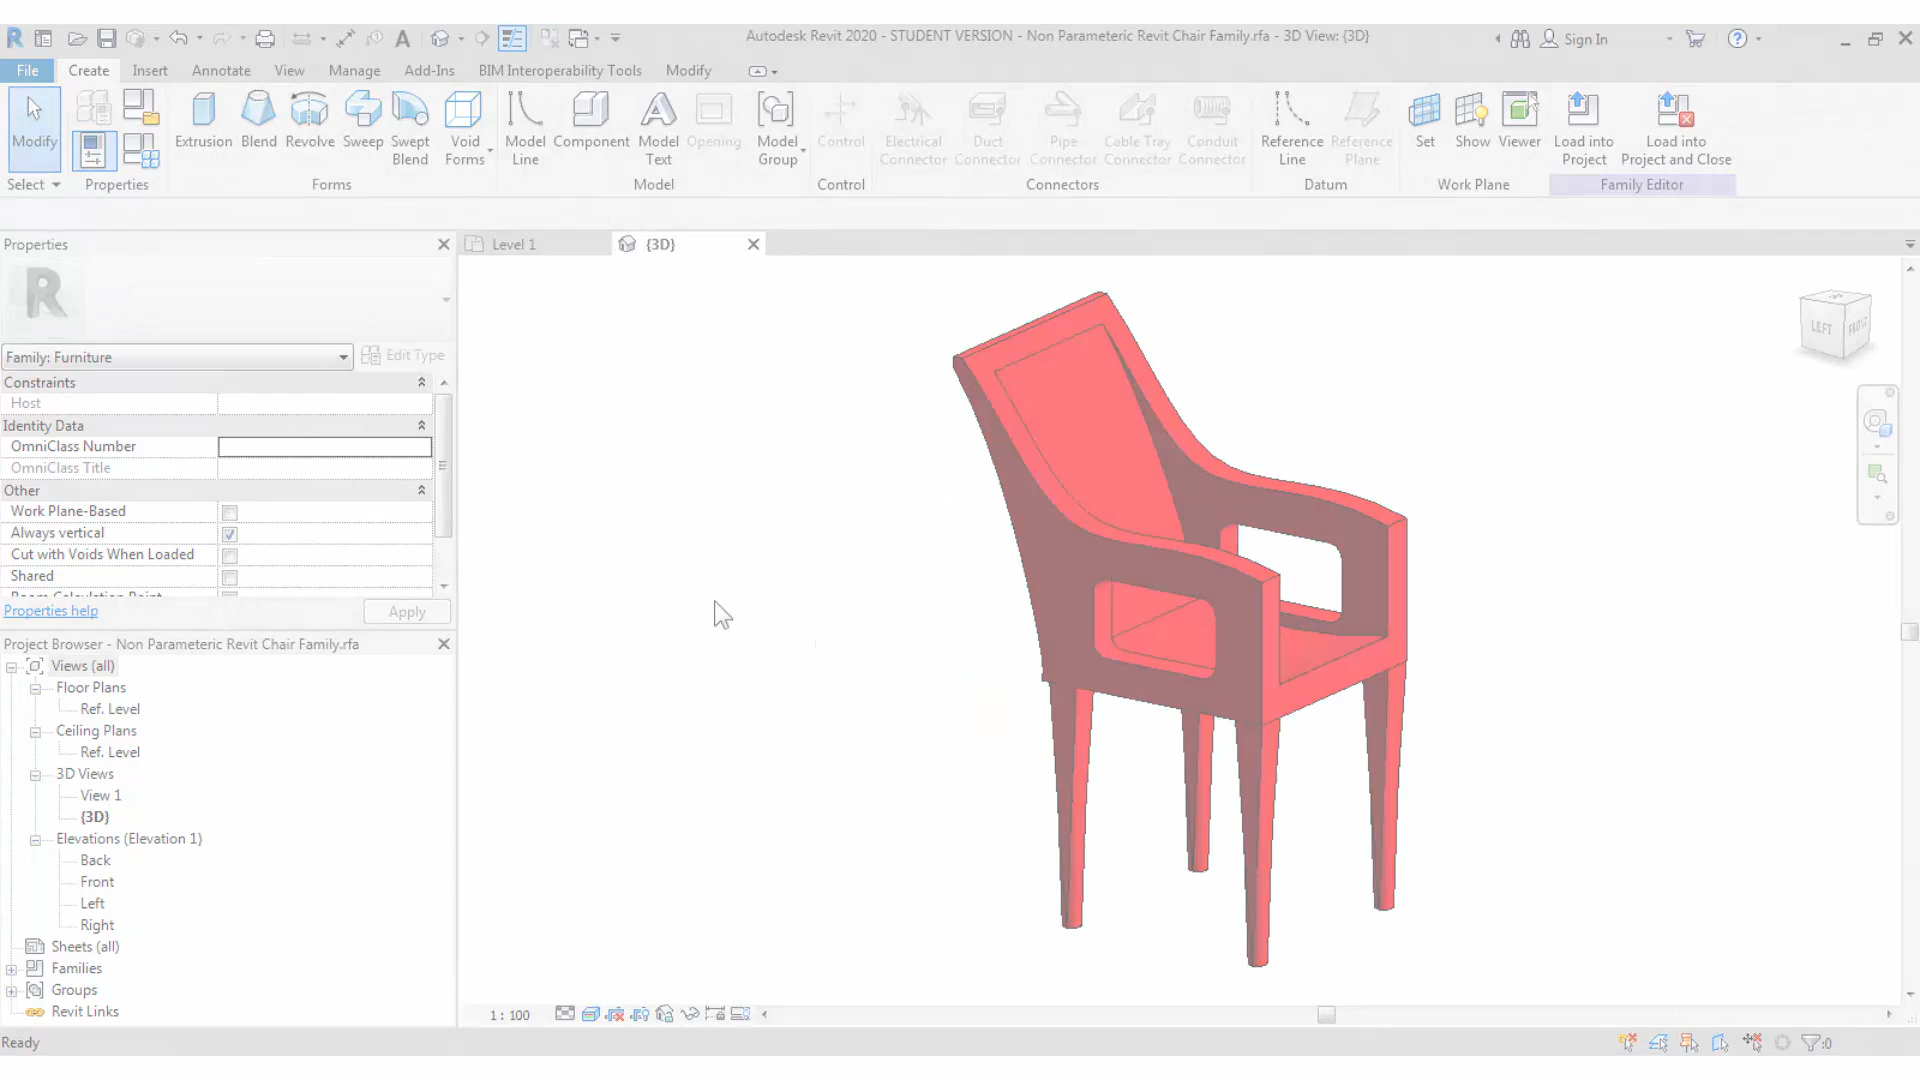 Autodesk Revit 2020 - STUDENT VERSION - Non Parameteric Revit Chair Family.rfa - 3D View: {3D}
Sign In
File Create Insert Annotate View Manage Add-Ins BIM Interoperability Tools Modify
Modify
Extrusion Blend Revolve Sweep Swept Blend Void Forms
Model Line Component Model Text Opening Model Group
Control
Electrical Connector Duct Connector Pipe Connector Cable Tray Connector Conduit Connector
Reference Line Reference Plane
Set Show Viewer
Load into Project Load into Project and Close
Select Properties Forms Model Control Connectors Datum Work Plane Family Editor
Properties
Level 1 {3D}
LEFT
Family: Furniture
Edit Type
Constraints
Host
Identity Data
OmniClass Number
OmniClass Title
Other
Work Plane-Based
Always vertical
Cut with Voids When Loaded
Shared
Properties help
Apply
Project Browser - Non Parameteric Revit Chair Family.rfa
Views (all)
Floor Plans
Ref. Level
Ceiling Plans
Ref. Level
3D Views
View 1
{3D}
Elevations (Elevation 1)
Back
Front
Left
Right
Sheets (all)
Families
Groups
Revit Links
1 : 100
Ready
:0